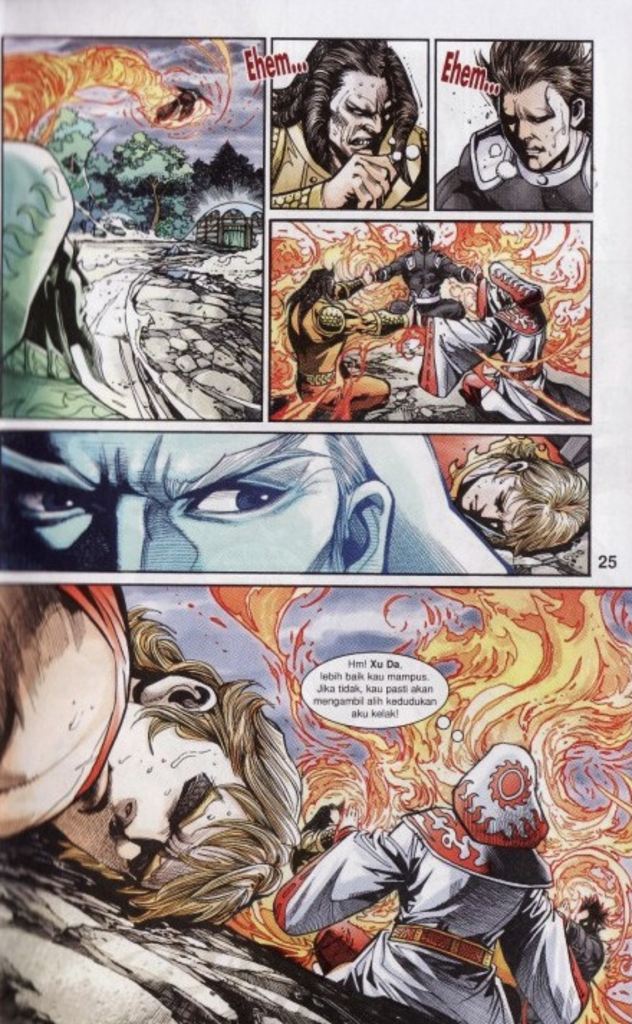 Ehem...
Ehem...
25
Hm! Xu Da,
lebih baik kau mampus.
Jika tidak, kau pasti akan
mengambil alih kedudukan
aku kelak!